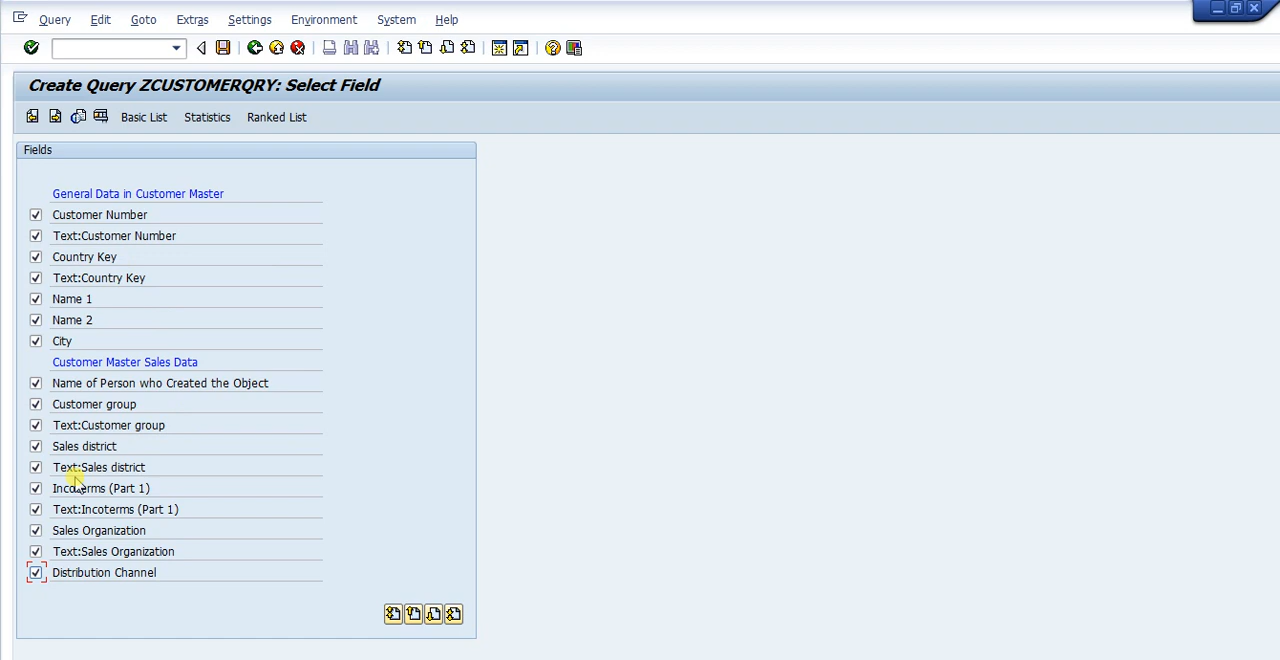 Query Edit Goto Extras Settings Environment System Help
Create Query ZCUSTOMERQRY: Select Field
Basic List Statistics Ranked List
Fields
General Data in Customer Master
Customer Number
Text:Customer Number
Country Key
Text:Country Key
Name 1
Name 2
City
Customer Master Sales Data
Name of Person who Created the Object
Customer group
Text:Customer group
Sales district
Text:Sales district
Incoterms (Part 1)
Text:Incoterms (Part 1)
Sales Organization
Text:Sales Organization
Distribution Channel